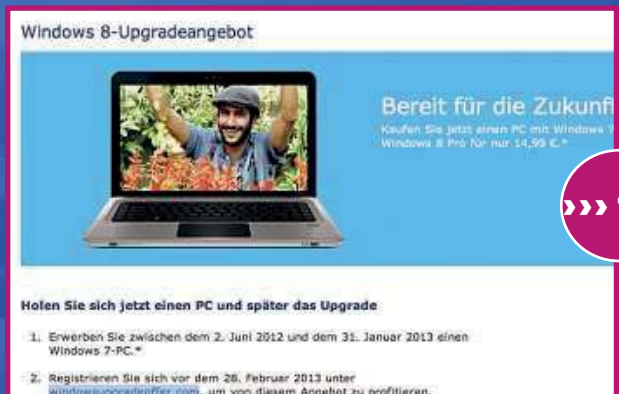 Windows 8-Upgradeangebot
Bereit für die Zukunf
Kaufen Sie jetzt einen PC mit Windows 7
Windows 8 Pro für nur 14,99 €.*
Holen Sie sich jetzt einen PC und später das Upgrade
1. Erwerben Sie zwischen dem 2. Juni 2012 und dem 31. Januar 2013 einen
Windows 7-PC.*
2. Registrieren Sie sich vor dem 28. Februar 2013 unter
windowsupgradeoffer.com, um von diesem Angebot zu profitieren.